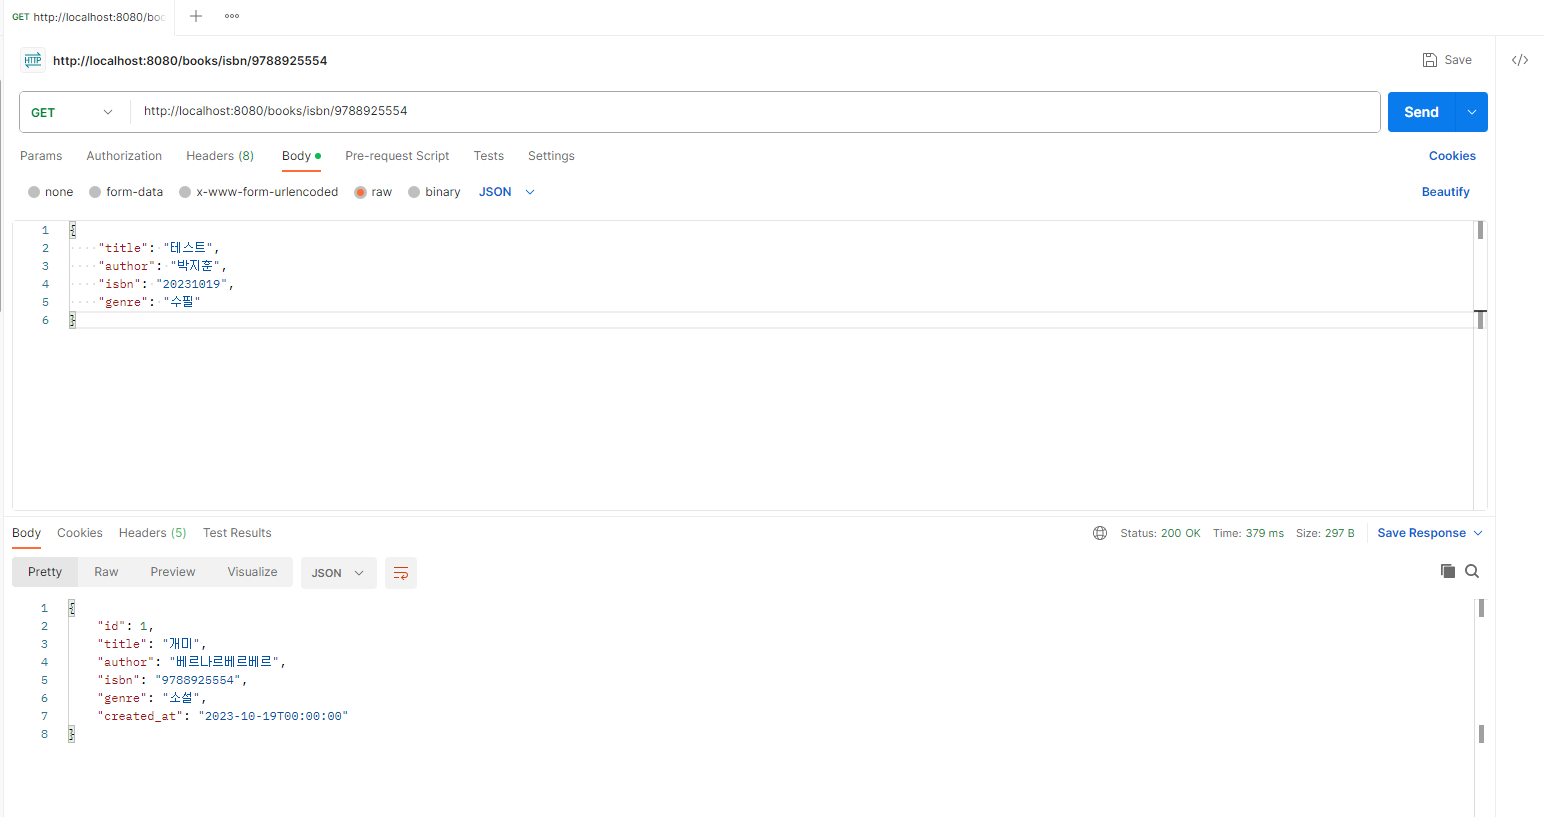 GET http://localhost:8080/boo
HTTP http://localhost:8080/books/isbn/9788925554
Save
GET http://localhost:8080/books/isbn/9788925554
Send
Params Authorization Headers (8) Body Pre-request Script Tests Settings Cookies
none form-data x-www-form-urlencoded raw binary JSON Beautify
1 {
2 "title": "테스트",
3 "author": "박지훈",
4 "isbn": "20231019",
5 "genre": "수필"
6 }
Body Cookies Headers (5) Test Results Status: 200 OK Time: 379 ms Size: 297 B Save Response
Pretty Raw Preview Visualize JSON
1 {
2 "id": 1,
3 "title": "개미",
4 "author": "베르나르베르베르",
5 "isbn": "9788925554",
6 "genre": "소설",
7 "created_at": "2023-10-19T00:00:00"
8 }